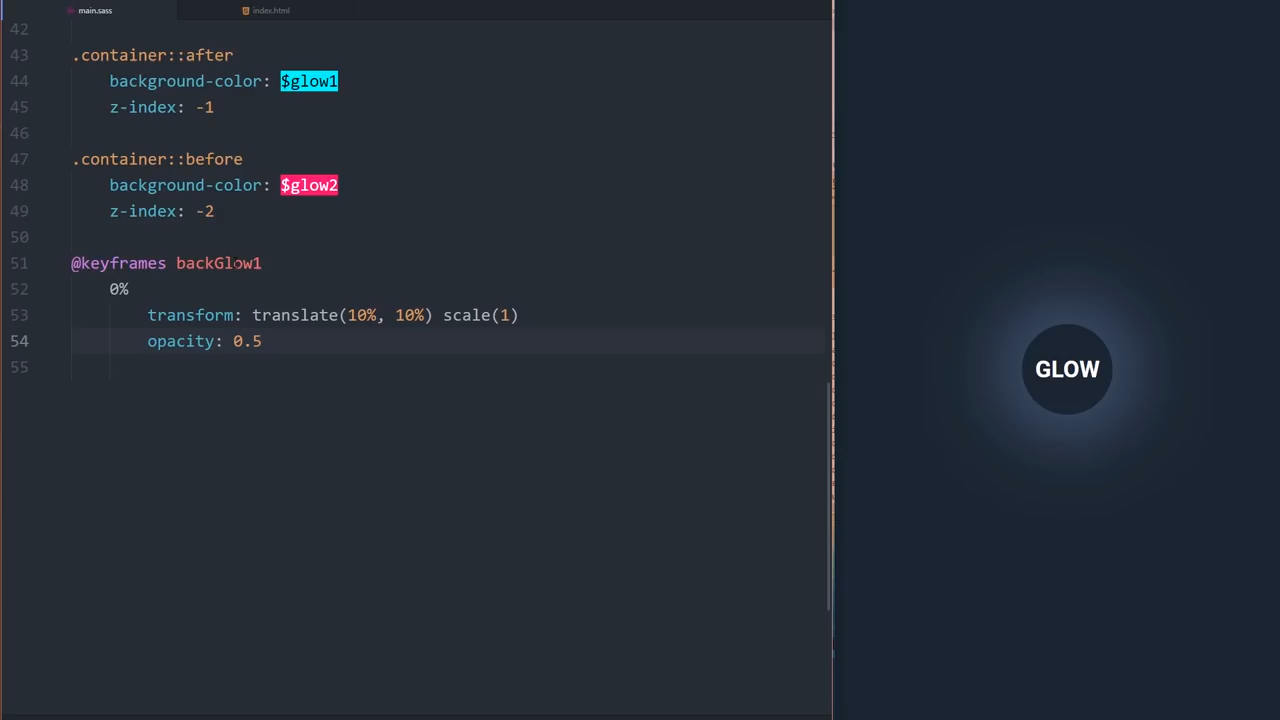 main.sass
index.html
42
43 .container::after
44 background-color: $glow1
45 z-index: -1
46
47 .container::before
48 background-color: $glow2
49 z-index: -2
50
51 @keyframes backGlow1
52 0%
53 transform: translate(10%, 10%) scale(1)
54 opacity: 0.5
55
GLOW